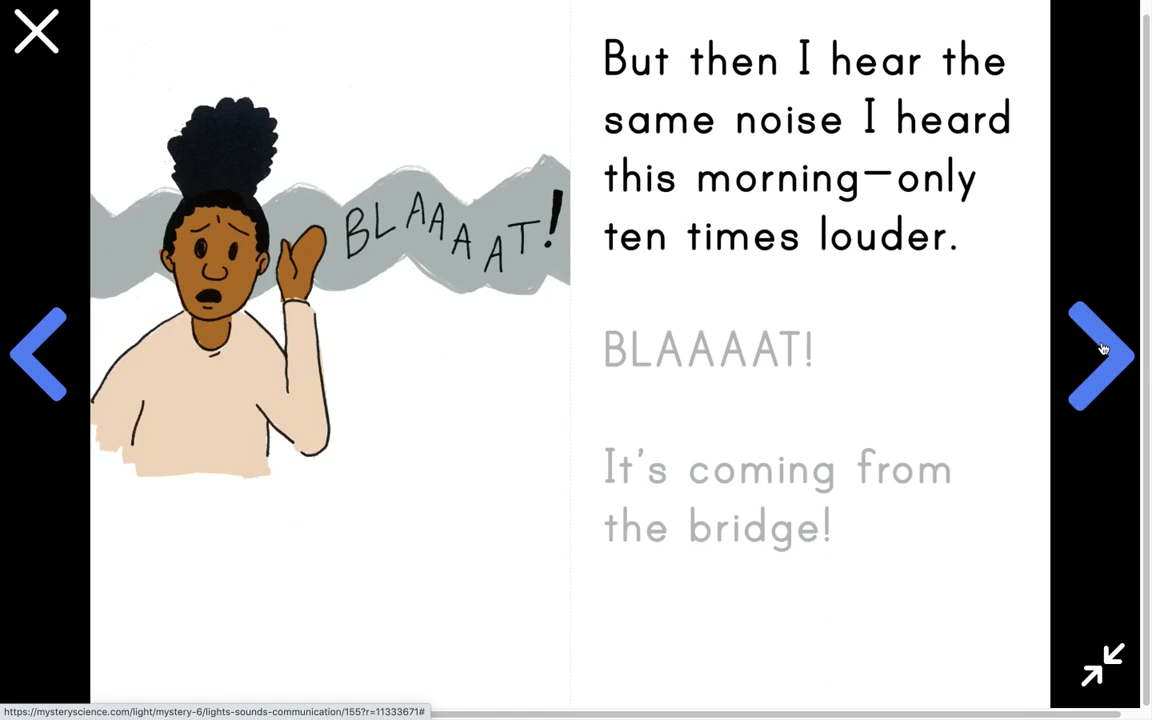 BLAAAAT!
But then I hear the
same noise I heard
this morning—only
ten times louder.
BLAAAAT!
It's coming from
the bridge!
https://mysteryscience.com/light/mystery-6/lights-sounds-communication/155?r=11333671#